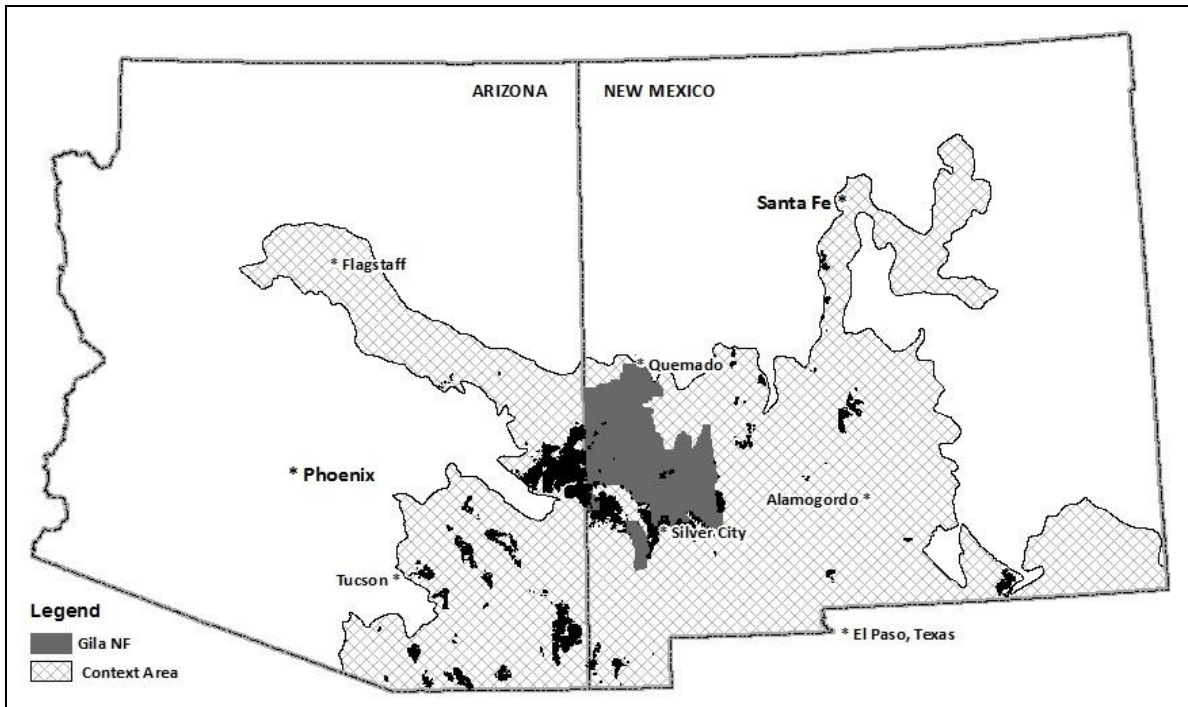 ARIZONA
NEW MEXICO
Santa Fe *
* Flagstaff
* Quemado
* Phoenix
Alamogordo *
* Silver City
Tucson *
Legend
Gila NF
* El Paso, Texas
Context Area